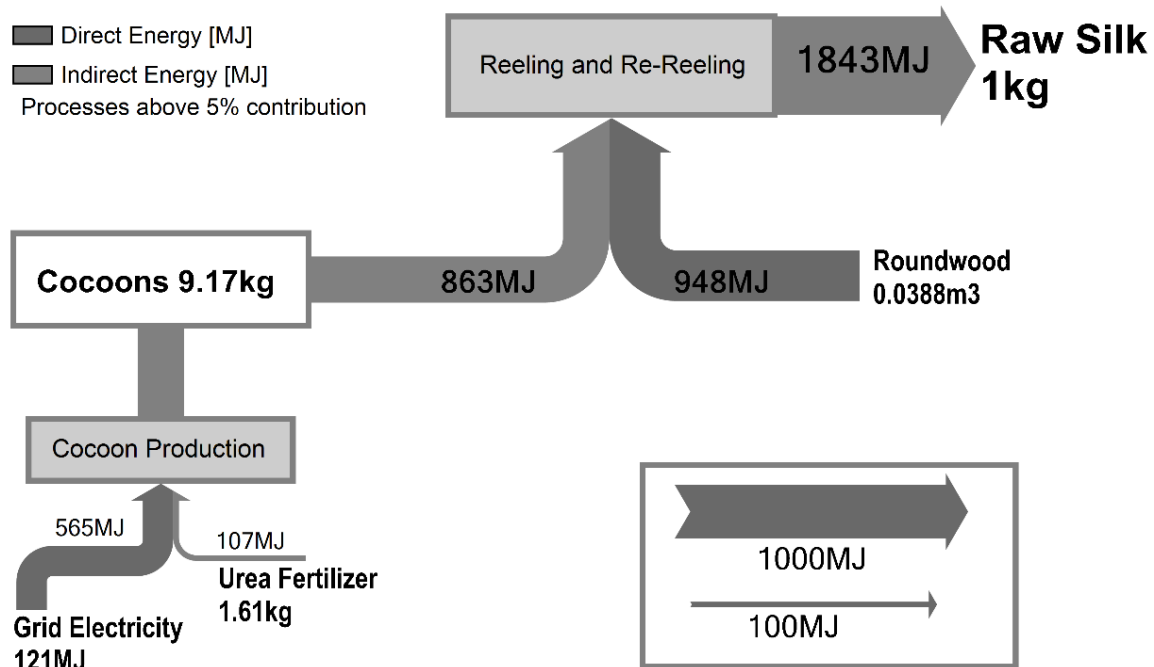 Direct Energy [MJ]
Indirect Energy [MJ]
Processes above 5% contribution
Reeling and Re-Reeling
1843MJ
Raw Silk
1kg
Cocoons 9.17kg
863MJ
948MJ
Roundwood
0.0388m3
Cocoon Production
565MJ
107MJ
Urea Fertilizer
1.61kg
Grid Electricity
121MJ
1000MJ
100MJ